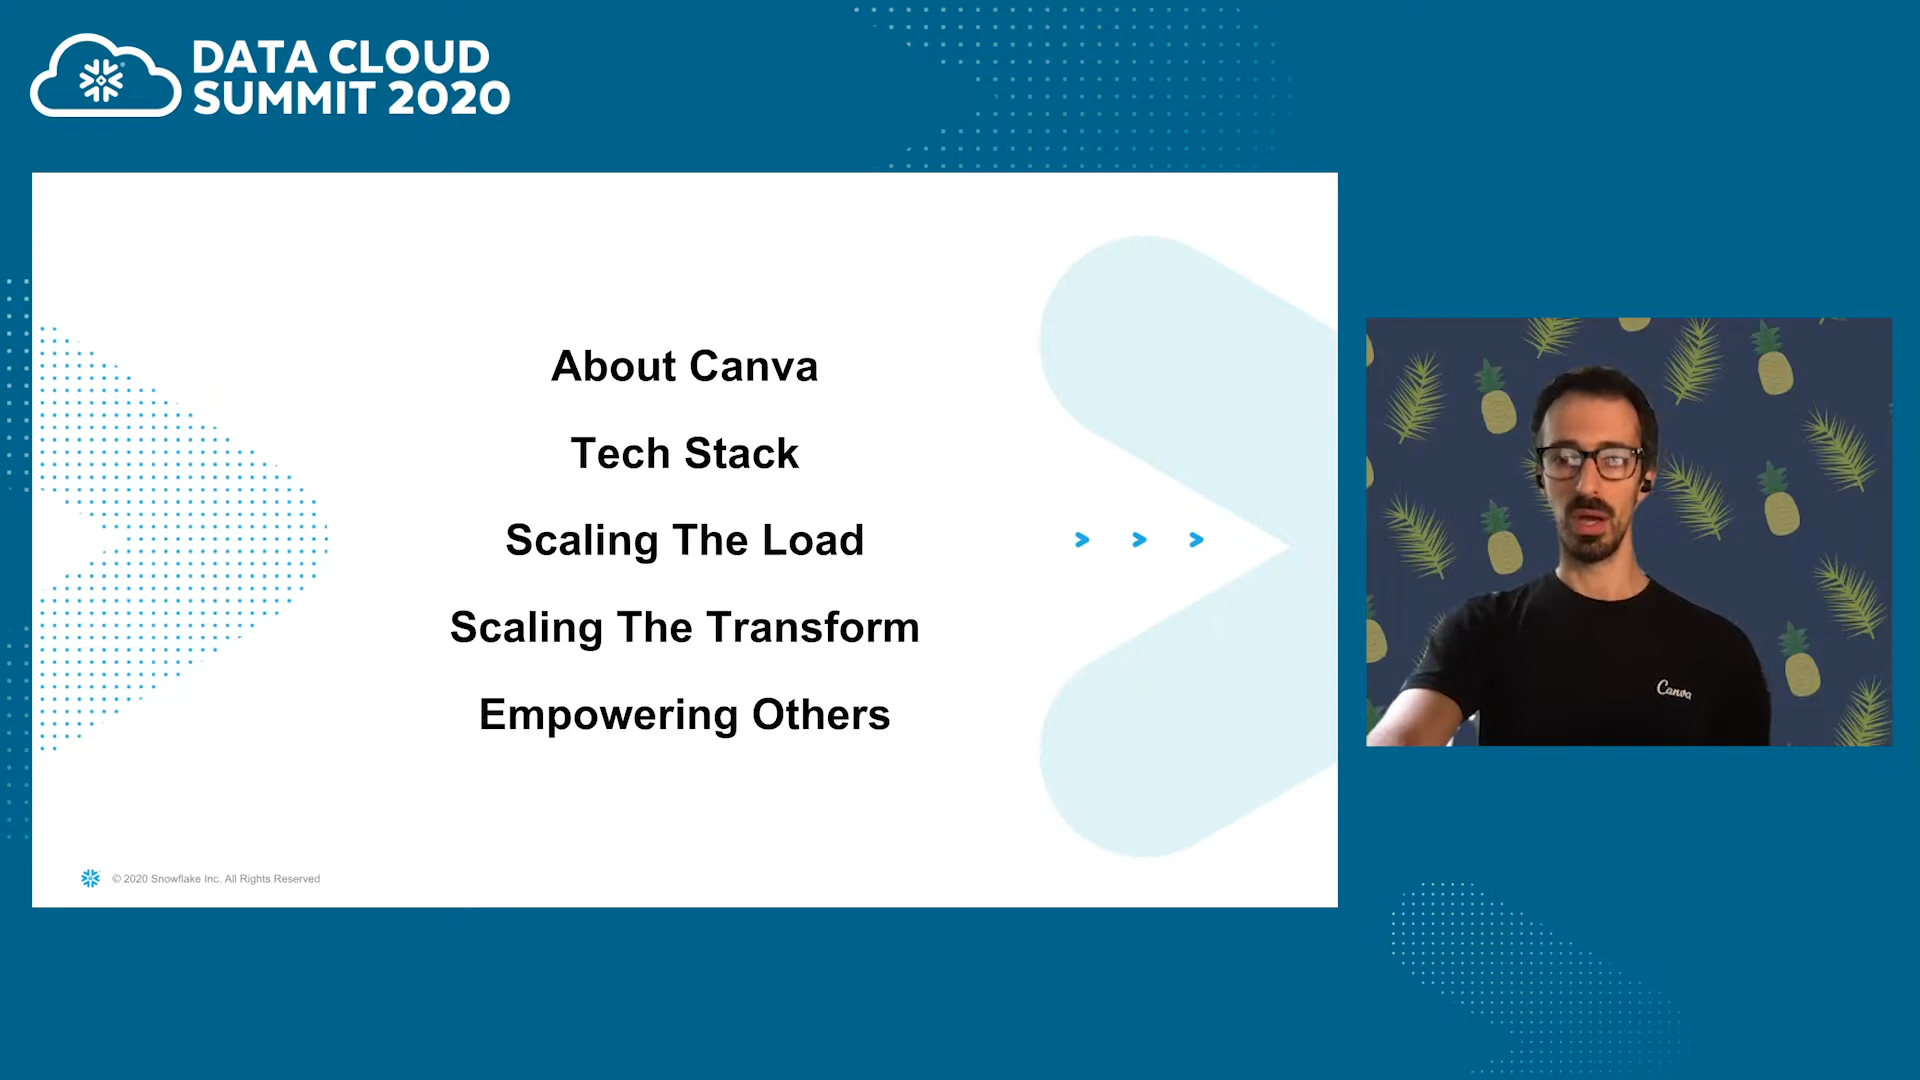 DATA CLOUD
SUMMIT 2020
About Canva
Tech Stack
Scaling The Load
Scaling The Transform
Empowering Others
© 2020 Snowflake Inc. All Rights Reserved
Canva